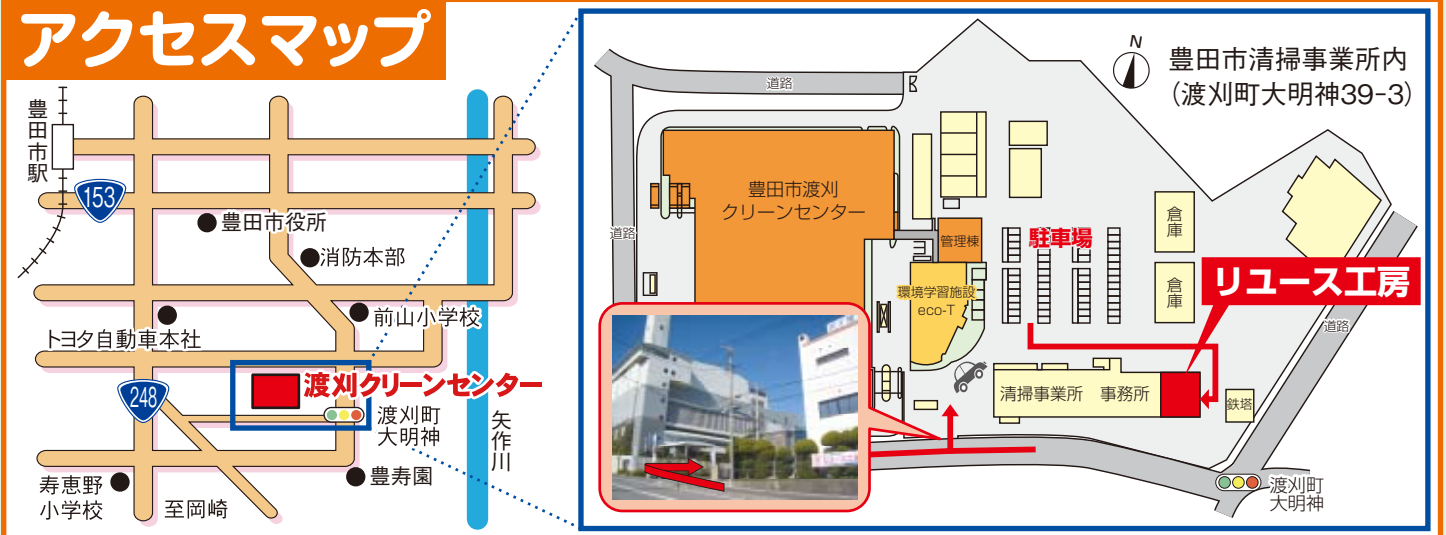 アクセスマップ
豊田市駅
153
豊田市役所
消防本部
前山小学校
トヨタ自動車本社
渡刈クリーンセンター
248
渡刈町
大明神
矢作川
寿恵野
小学校
至岡崎
豊寿園
N
豊田市清掃事業所内
（渡刈町大明神39-3）
道路
道路
豊田市渡刈
クリーンセンター
管理棟
駐車場
倉庫
倉庫
環境学習施設
eco-T
リユース工房
道路
清掃事業所　事務所
鉄塔
渡刈町
大明神